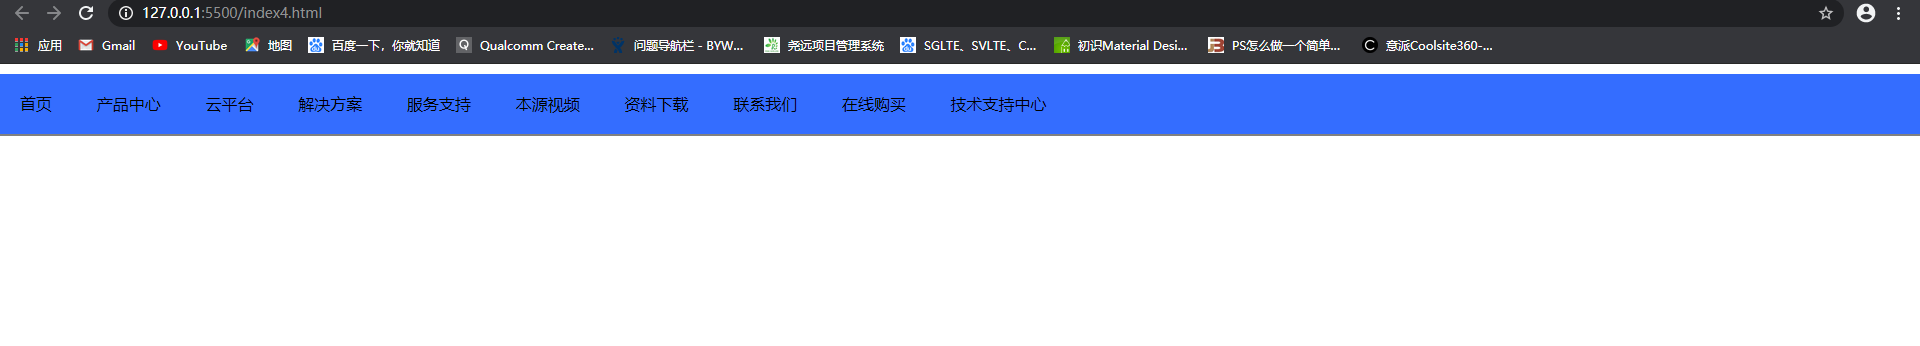 127.0.0.1:5500/index4.html
应用 Gmail YouTube 地图 百度一下，你就知道 Qualcomm Create... 问题导航栏 - BYW... 尧远项目管理系统 SGLTE、SVLTE、C... 初识Material Desi... PS怎么做一个简单... 意派Coolsite360-...
首页 产品中心 云平台 解决方案 服务支持 本源视频 资料下载 联系我们 在线购买 技术支持中心